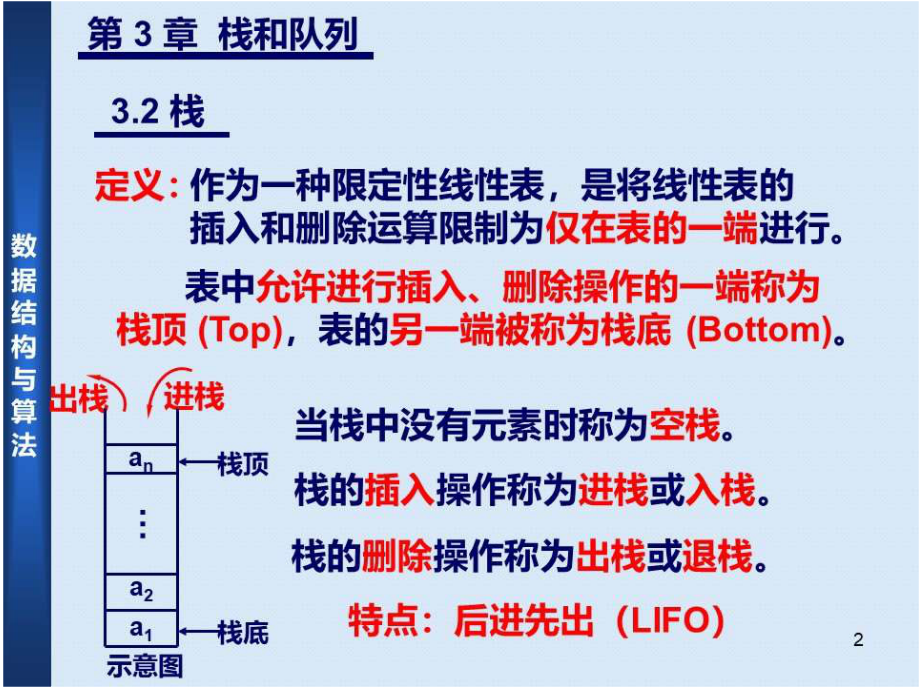 第 3 章 栈和队列
3.2 栈
定义：作为一种限定性线性表，是将线性表的
插入和删除运算限制为仅在表的一端进行。
表中允许进行插入、删除操作的一端称为
栈顶 (Top)，表的另一端被称为栈底 (Bottom)。
数据结构与算法
出栈 进栈
an 栈顶
⋮
a2
a1 栈底
示意图
当栈中没有元素时称为空栈。
栈的插入操作称为进栈或入栈。
栈的删除操作称为出栈或退栈。
特点：后进先出（LIFO）
2